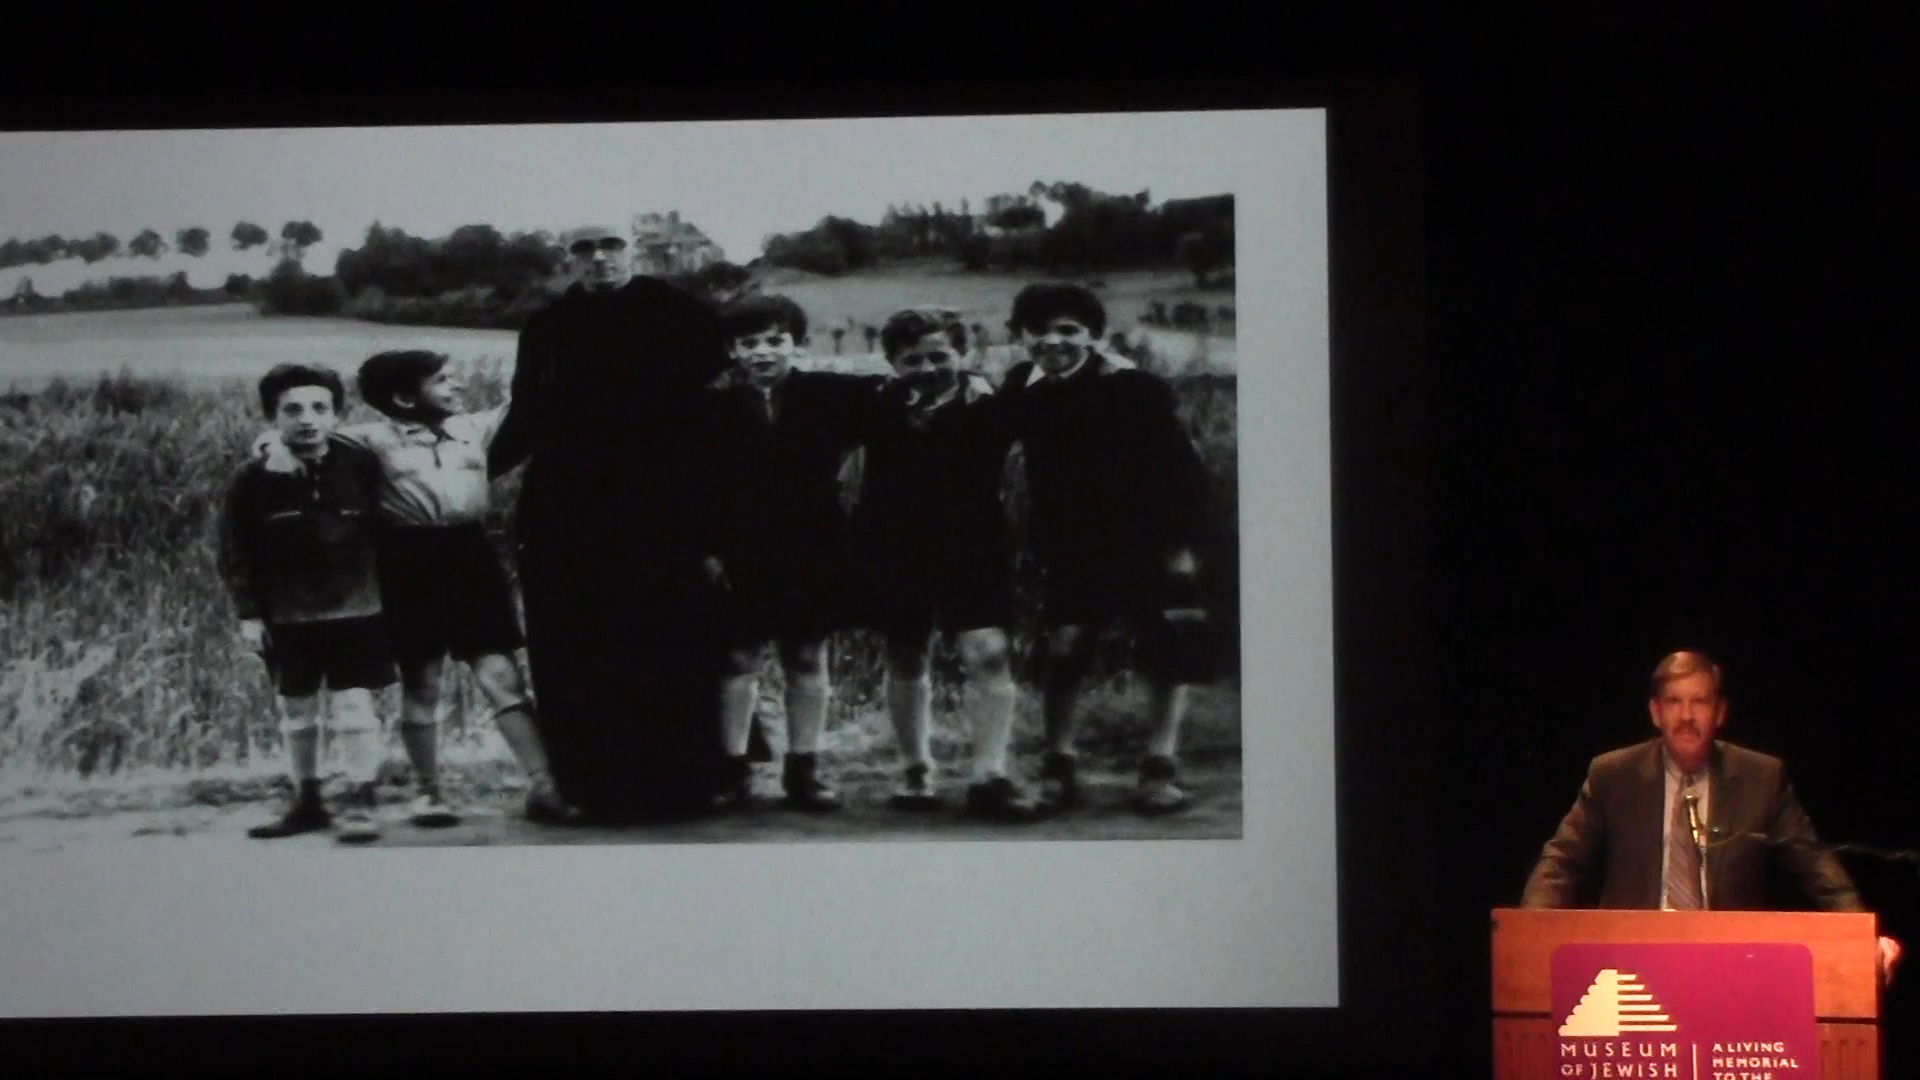 MUSEUM
OF JEWISH
A LIVING
MEMORIAL
TO THE